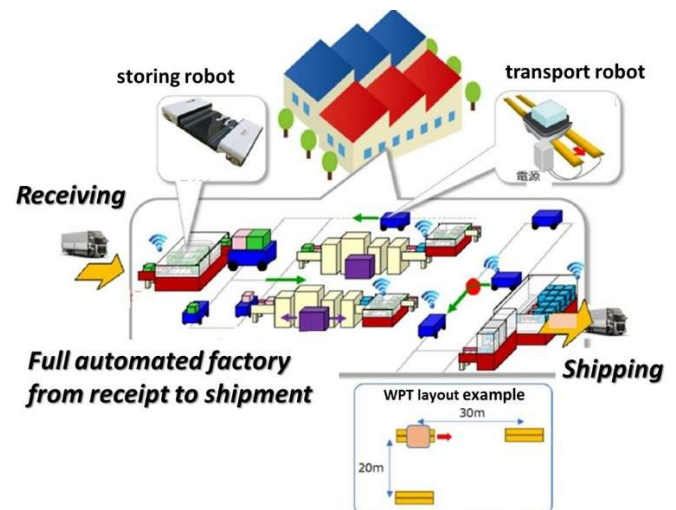 storing robot
transport robot
電源
Receiving
Full automated factory
from receipt to shipment
Shipping
WPT layout example
30m
20m